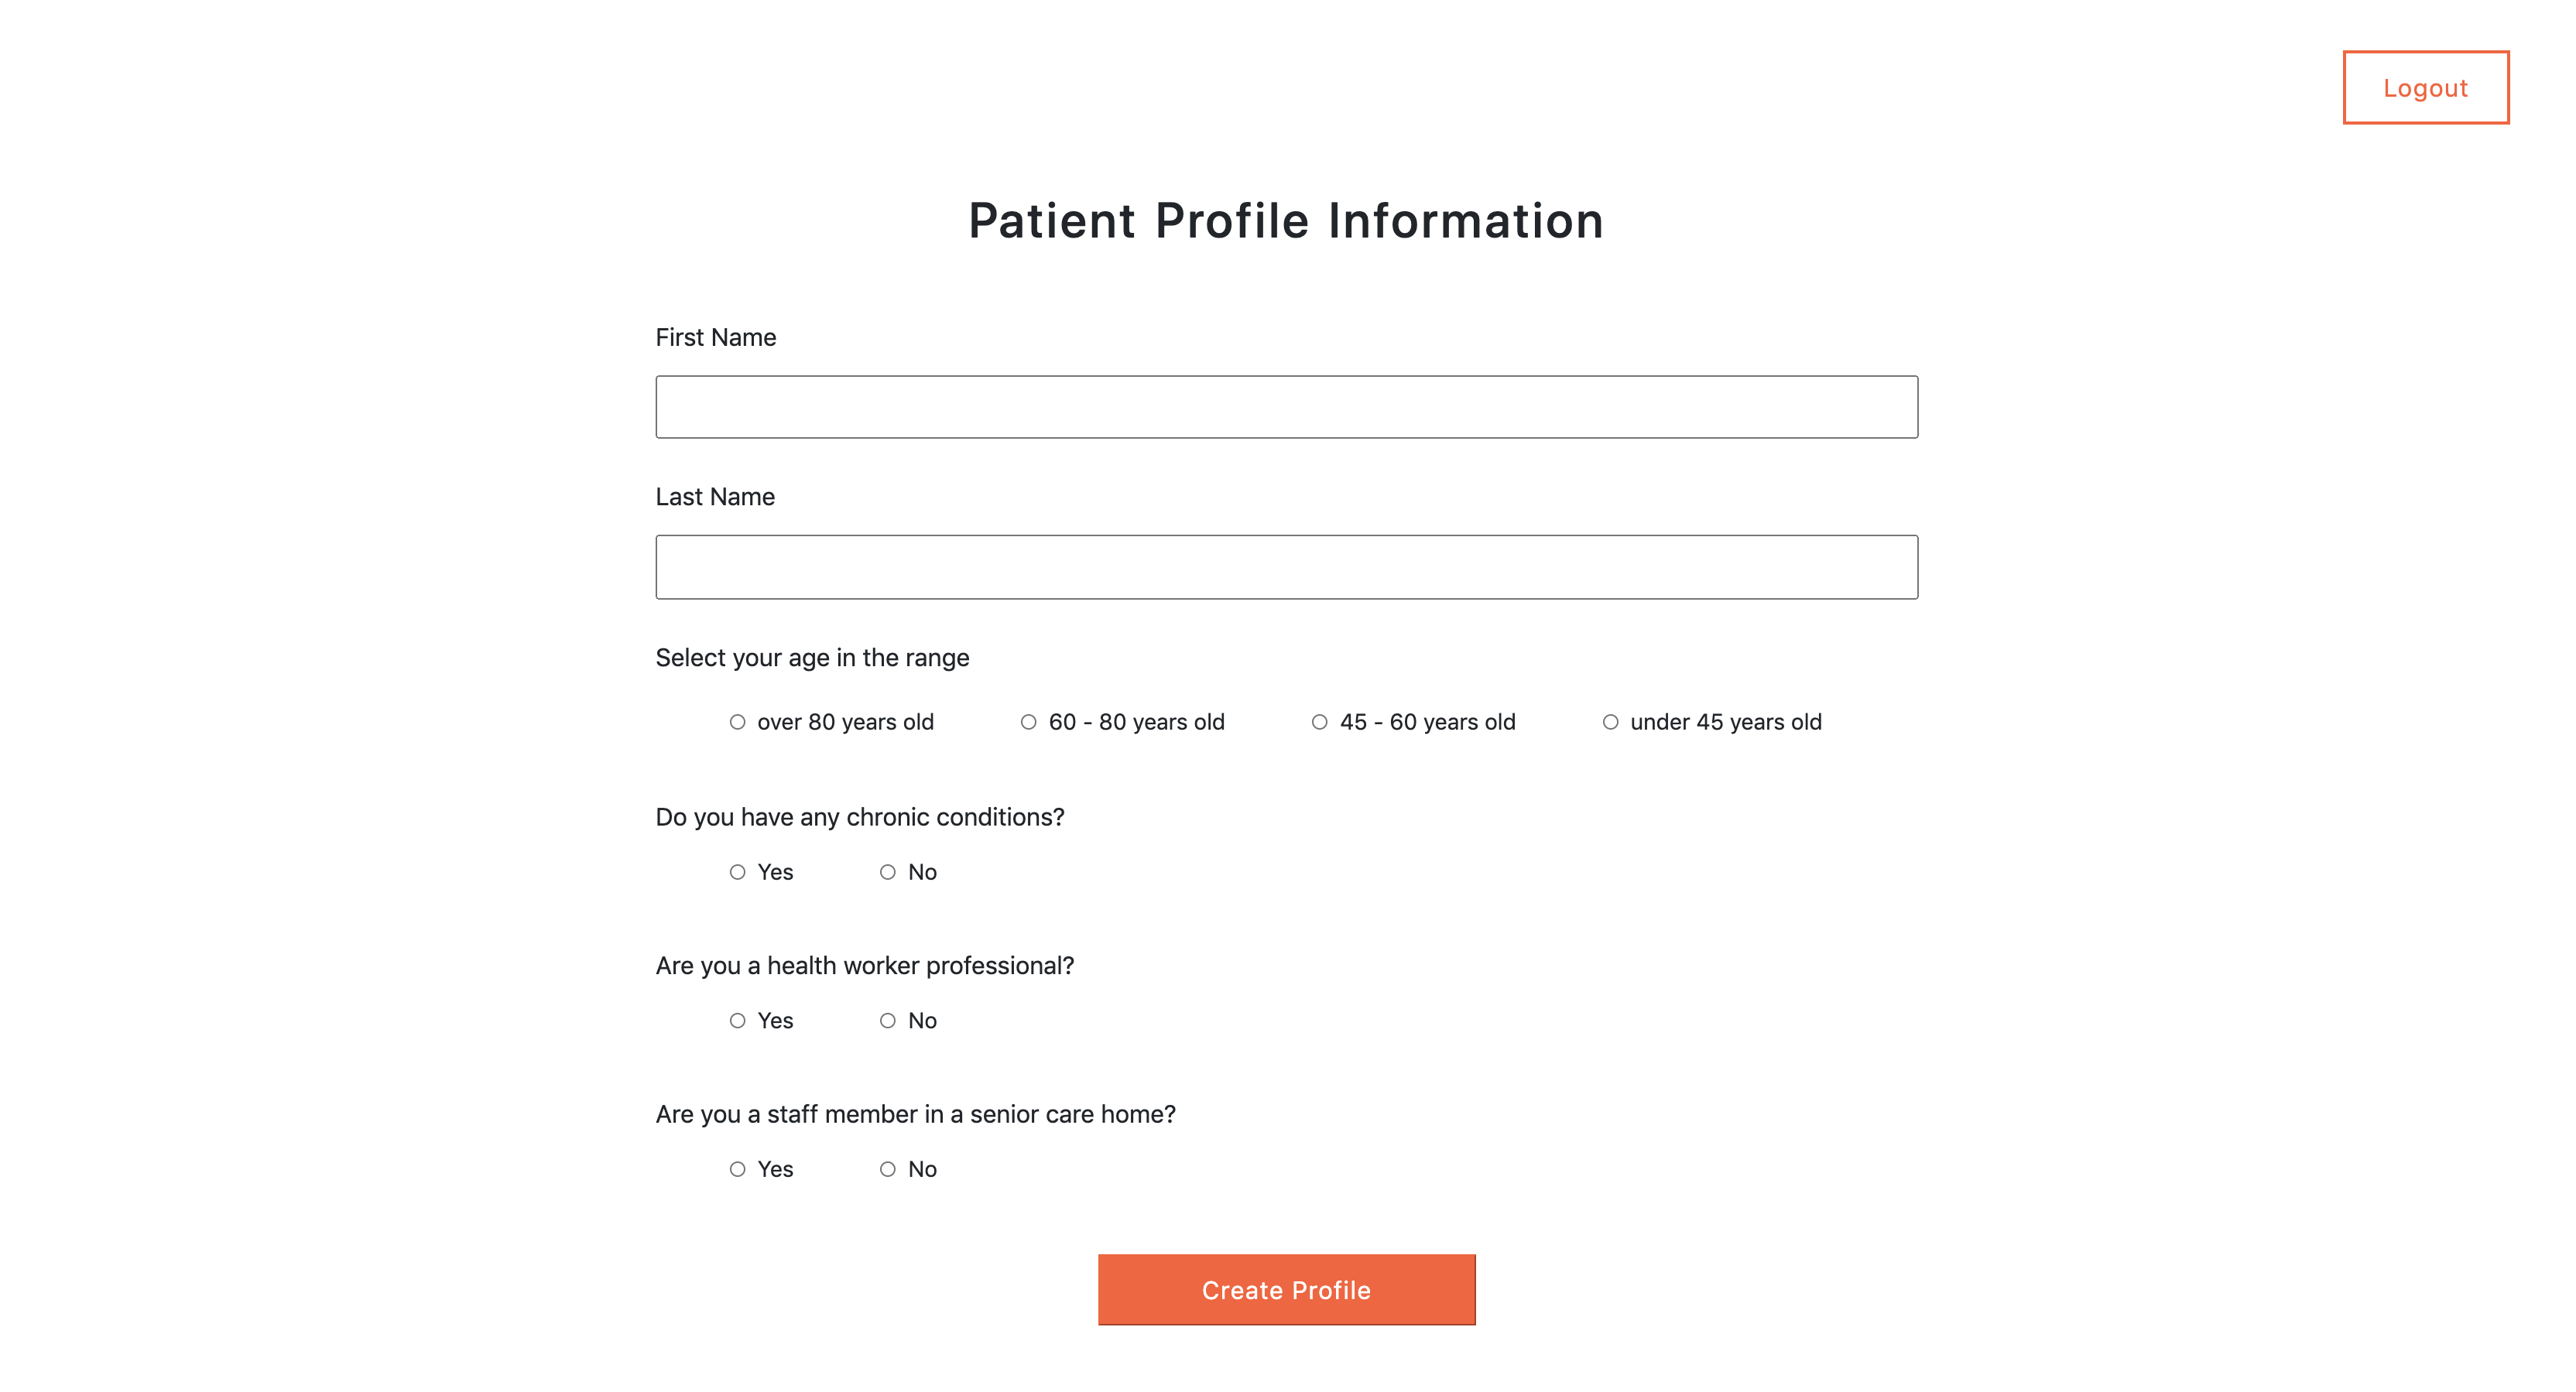 Logout
Patient Profile Information
First Name
Last Name
Select your age in the range
over 80 years old 60 - 80 years old 45 - 60 years old under 45 years old
Do you have any chronic conditions?
Yes No
Are you a health worker professional?
Yes No
Are you a staff member in a senior care home?
Yes No
Create Profile